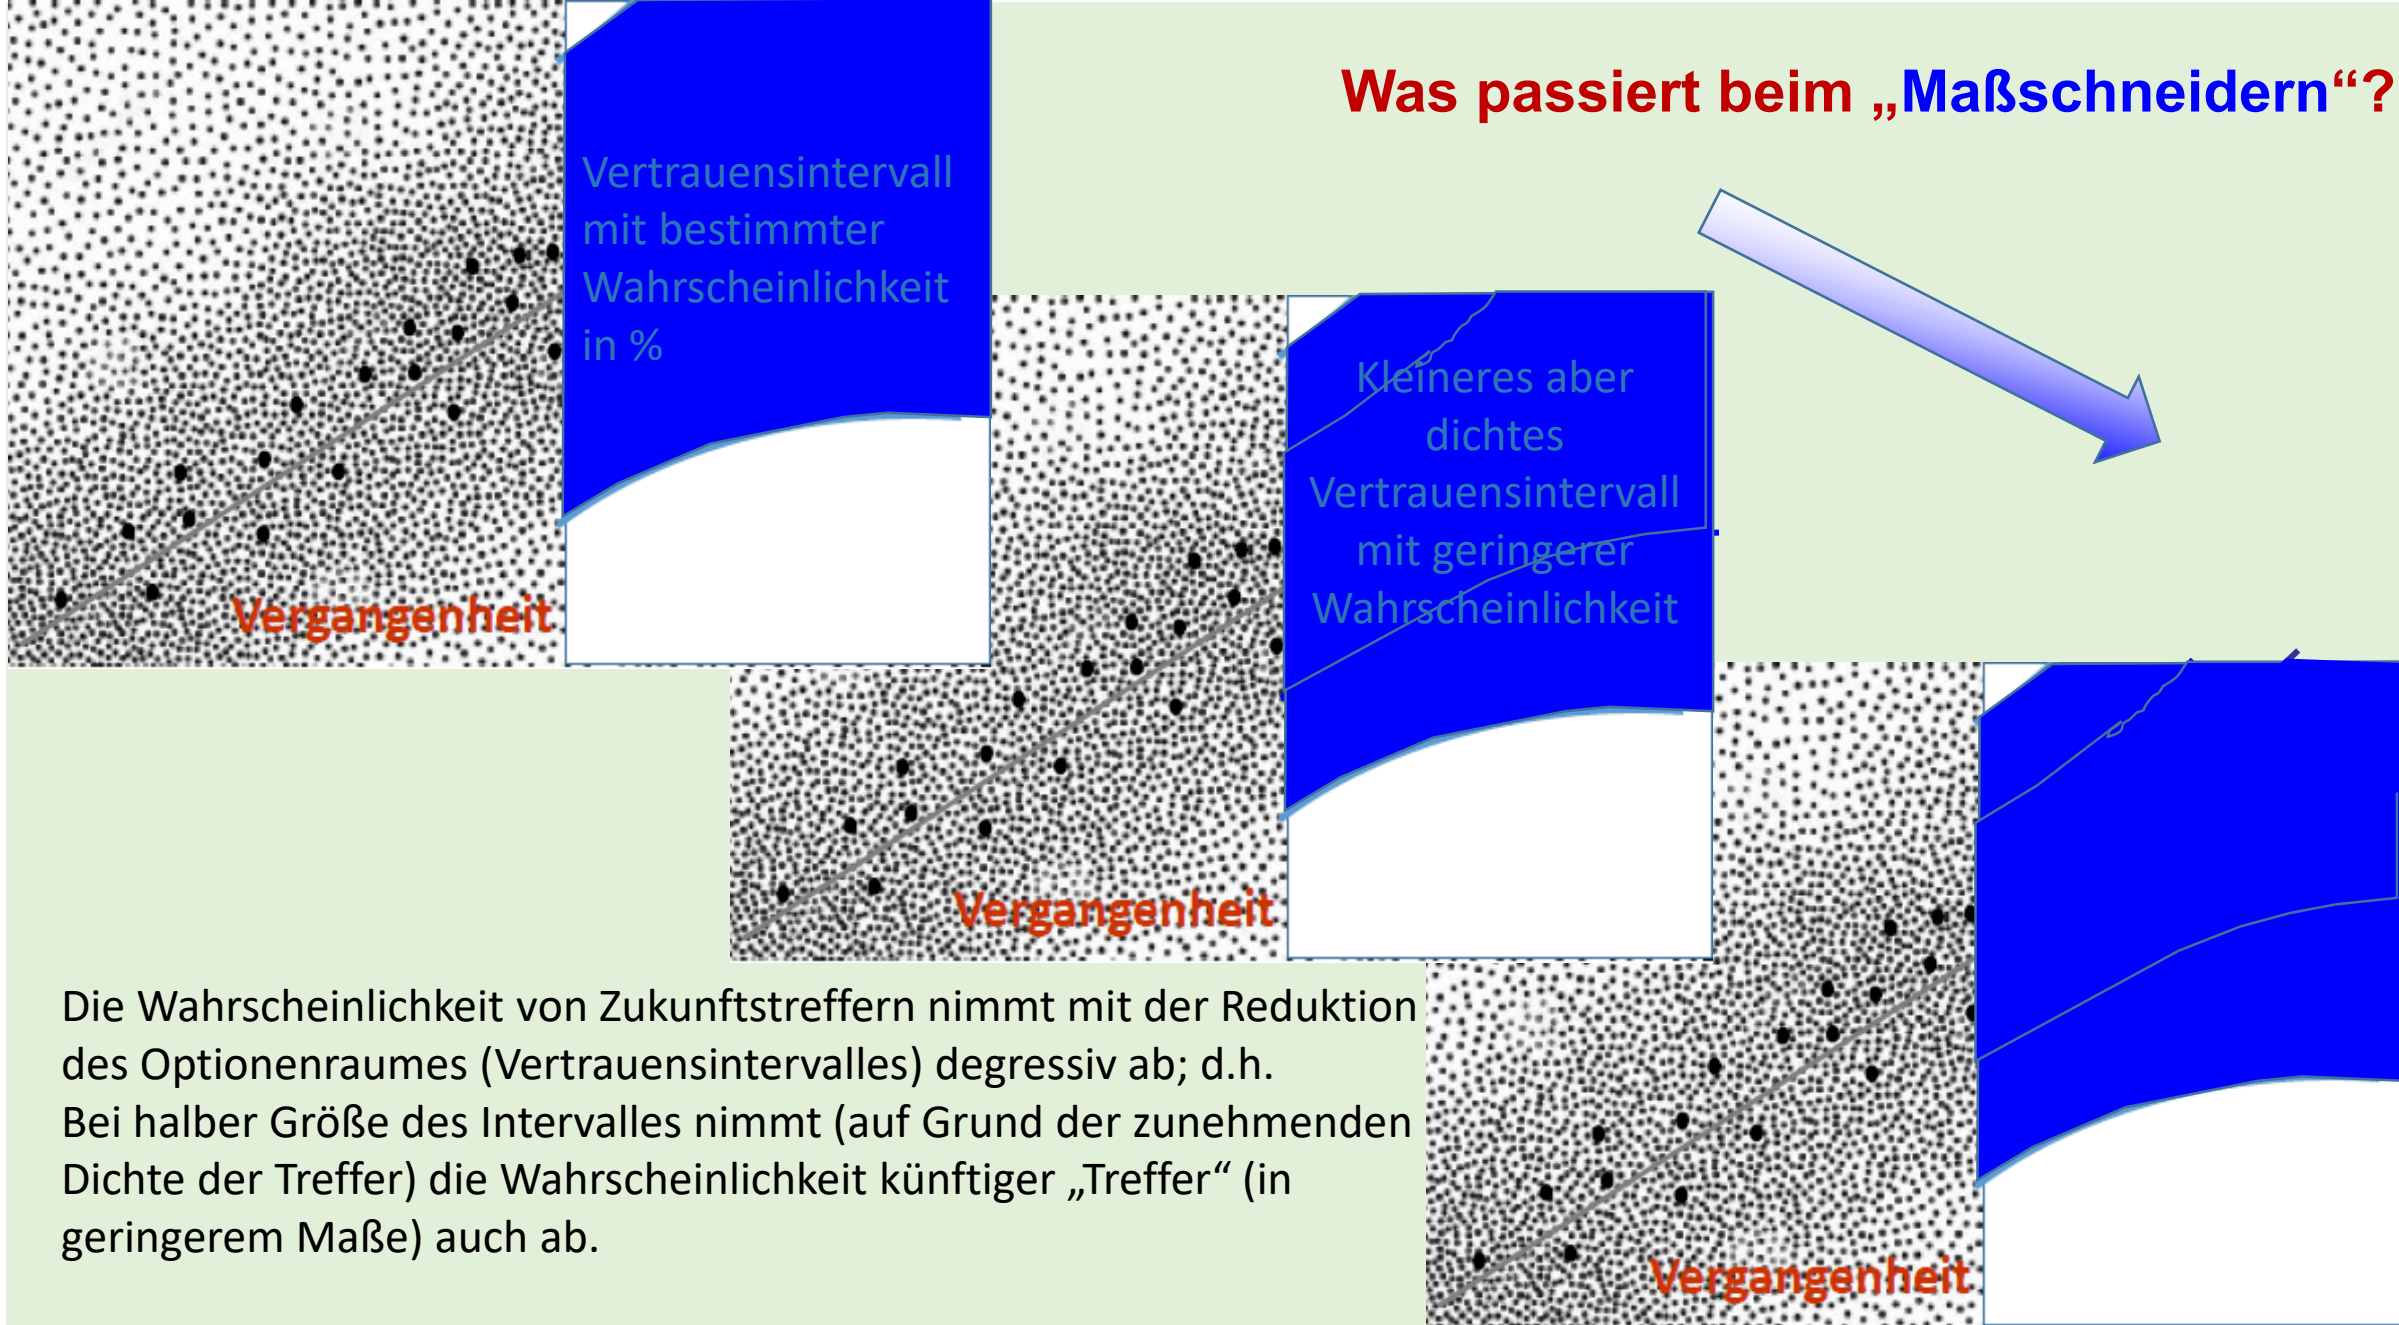 Was passiert beim „Maßschneidern“?
Vertrauensintervall
mit bestimmter
Wahrscheinlichkeit
in %
Vergangenheit
Kleineres aber
dichtes
Vertrauensintervall
mit geringerer
Wahrscheinlichkeit
Vergangenheit
Die Wahrscheinlichkeit von Zukunftstreffern nimmt mit der Reduktion
des Optionenraumes (Vertrauensintervalles) degressiv ab; d.h.
Bei halber Größe des Intervalles nimmt (auf Grund der zunehmenden
Dichte der Treffer) die Wahrscheinlichkeit künftiger „Treffer“ (in
geringerem Maße) auch ab.
Vergangenheit